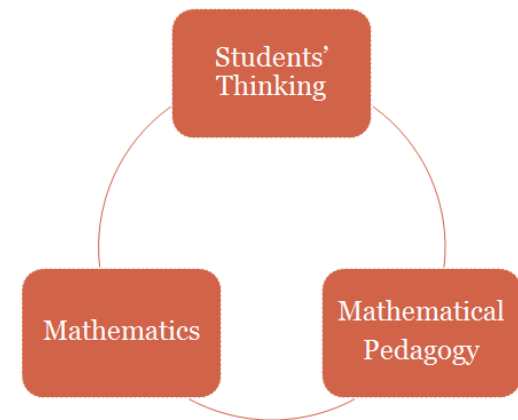 Students’
Thinking
Mathematics
Mathematical
Pedagogy